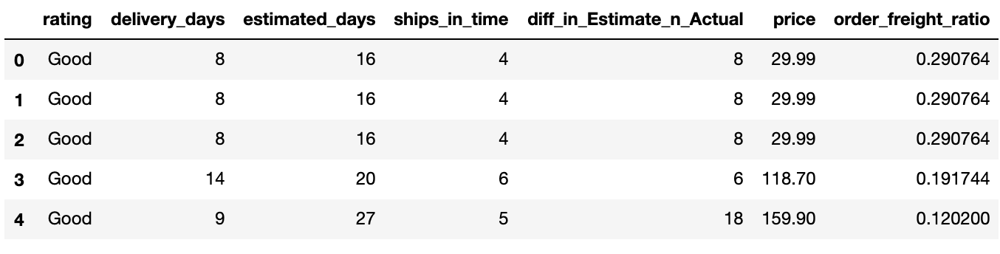 rating delivery_days estimated_days ships_in_time diff_in_Estimate_n_Actual price order_freight_ratio
0 Good 8 16 4 8 29.99 0.290764
1 Good 8 16 4 8 29.99 0.290764
2 Good 8 16 4 8 29.99 0.290764
3 Good 14 20 6 6 118.70 0.191744
4 Good 9 27 5 18 159.90 0.120200